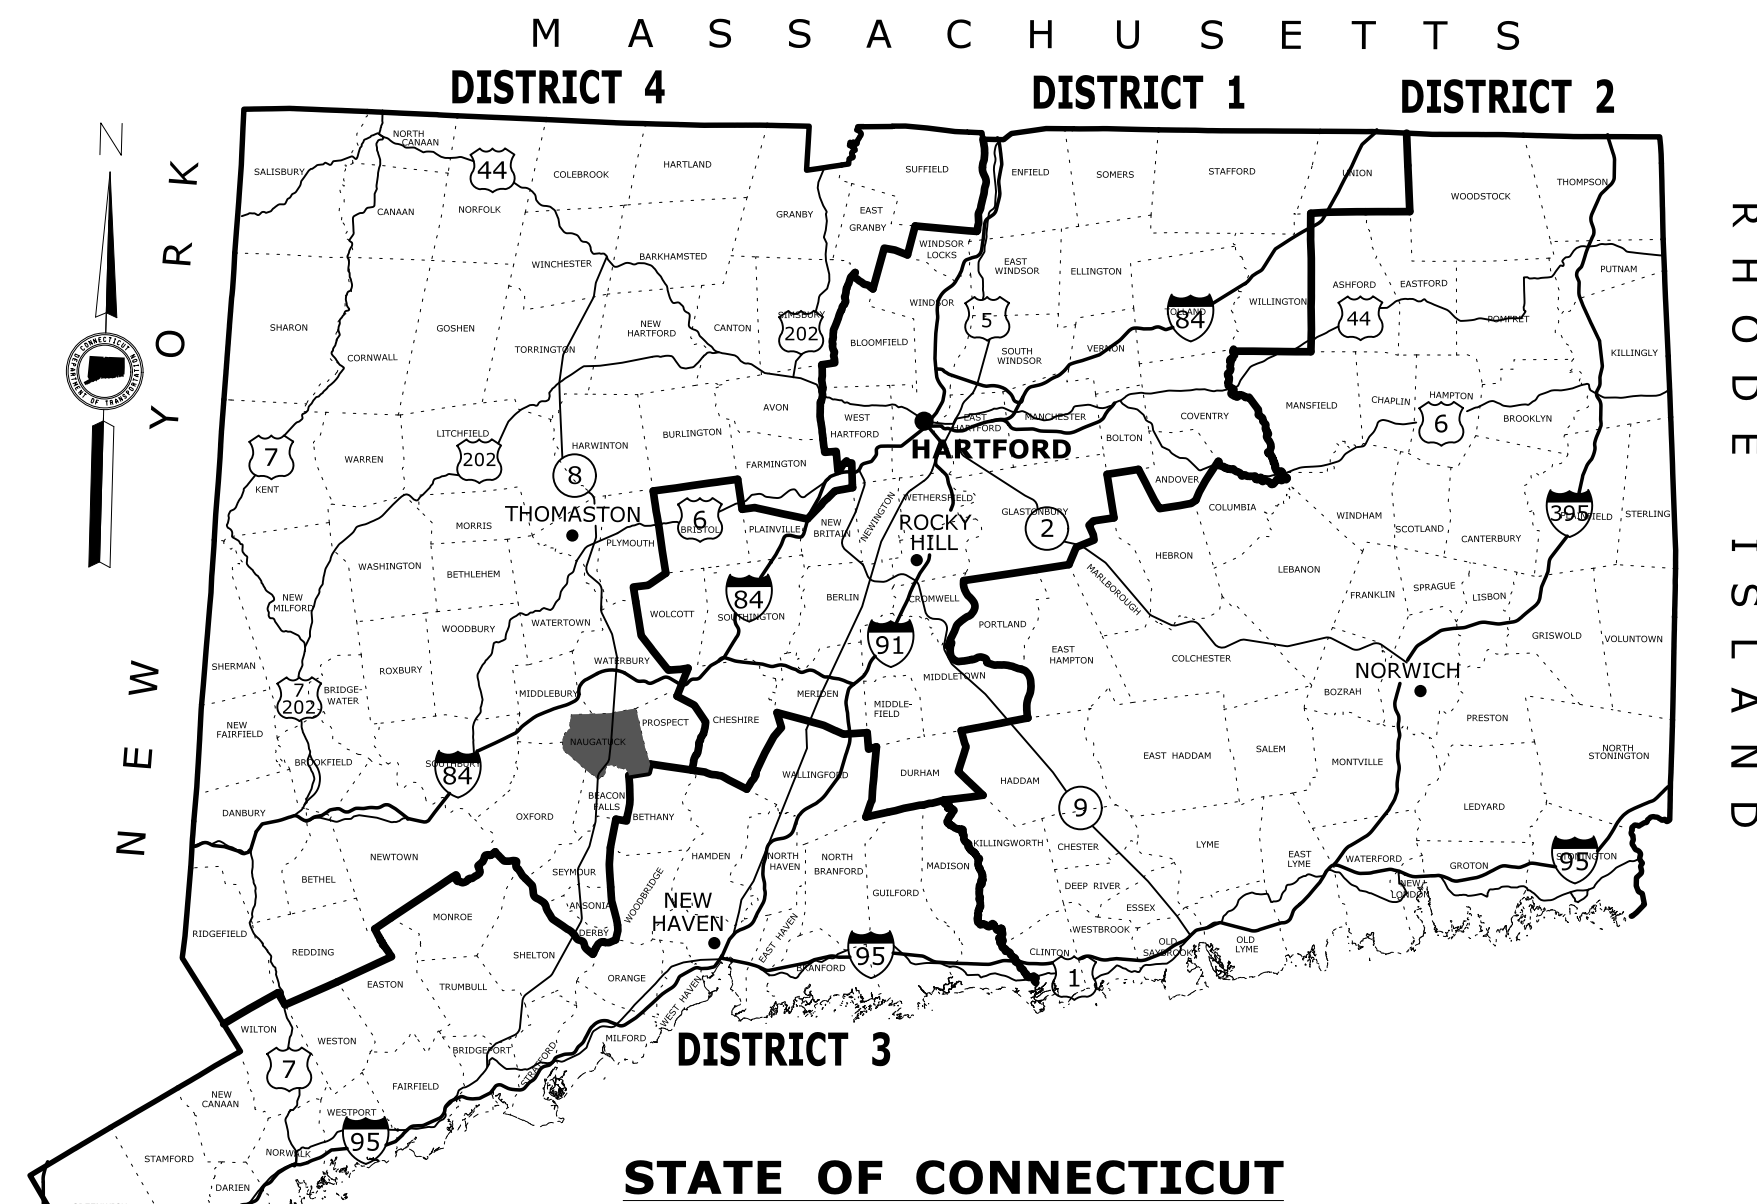 M A S S A C H U S E T T S
DISTRICT 4
DISTRICT 1
DISTRICT 2
N
NEW YORK
RHODE ISLAND
CONNECTICUT
DEPARTMENT OF TRANSPORTATION
NORTH
CANAAN
SALISBURY
44
COLEBROOK
HARTLAND
SUFFIELD
ENFIELD
SOMERS
STAFFORD
UNION
WOODSTOCK
THOMPSON
CANAAN
NORFOLK
GRANBY
EAST
GRANBY
WINDSOR
LOCKS
WINCHESTER
BARKHAMSTED
EAST
WINDSOR
ELLINGTON
PUTNAM
ASHFORD
EASTFORD
WILLINGTON
WINDSOR
SIMSBURY
202
5
TOLLAND
84
44
POMFRET
SHARON
GOSHEN
NEW
HARTFORD
CANTON
BLOOMFIELD
CORNWALL
TORRINGTON
SOUTH
WINDSOR
VERNON
KILLINGLY
AVON
WEST
HARTFORD
EAST
HARTFORD
MANCHESTER
COVENTRY
MANSFIELD
CHAPLIN
HAMPTON
6
BROOKLYN
LITCHFIELD
202
HARWINTON
BURLINGTON
BOLTON
HARTFORD
7
KENT
WARREN
8
FARMINGTON
ANDOVER
NEWINGTON
WETHERSFIELD
GLASTONBURY
2
COLUMBIA
WINDHAM
SCOTLAND
CANTERBURY
395
PLAINFIELD
STERLING
MORRIS
THOMASTON
6
BRISTOL
PLAINVILLE
NEW
BRITAIN
ROCKY
HILL
PLYMOUTH
HEBRON
LEBANON
WASHINGTON
BETHLEHEM
MARLBOROUGH
FRANKLIN
SPRAGUE
LISBON
NEW
MILFORD
WOLCOTT
84
SOUTHINGTON
BERLIN
CROMWELL
WOODBURY
WATERTOWN
91
PORTLAND
GRISWOLD
VOLUNTOWN
SHERMAN
ROXBURY
WATERBURY
EAST
HAMPTON
COLCHESTER
NORWICH
7
202
BRIDGE-
WATER
MIDDLEBURY
MERIDEN
MIDDLETOWN
BOZRAH
MIDDLE-
FIELD
NEW
FAIRFIELD
NAUGATUCK
PROSPECT
CHESHIRE
PRESTON
NORTH
STONINGTON
BROOKFIELD
SOUTHBURY
84
WALLINGFORD
DURHAM
HADDAM
EAST HADDAM
SALEM
MONTVILLE
DANBURY
OXFORD
BEACON
FALLS
BETHANY
9
LEDYARD
NEWTOWN
HAMDEN
NORTH
HAVEN
NORTH
BRANFORD
MADISON
KILLINGWORTH
CHESTER
LYME
EAST
LYME
WATERFORD
GROTON
95
STONINGTON
BETHEL
SEYMOUR
WOODBRIDGE
GUILFORD
DEEP RIVER
NEW
LONDON
MONROE
ANSONIA
NEW
HAVEN
EAST HAVEN
ESSEX
RIDGEFIELD
DERBY
WESTBROOK
REDDING
SHELTON
95
BRANFORD
CLINTON
OLD
SAYBROOK
OLD
LYME
EASTON
TRUMBULL
ORANGE
WEST HAVEN
1
WILTON
WESTON
BRIDGEPORT
STRATFORD
MILFORD
DISTRICT 3
7
FAIRFIELD
NEW
CANAAN
WESTPORT
95
STAMFORD
NORWALK
DARIEN
STATE OF CONNECTICUT